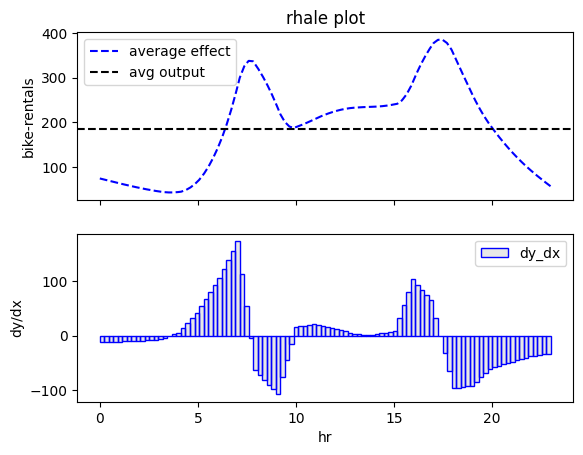 rhale plot
400
300
200
100
bike-rentals
average effect
avg output
100
0
−100
dy/dx
dy_dx
0 5 10 15 20
hr